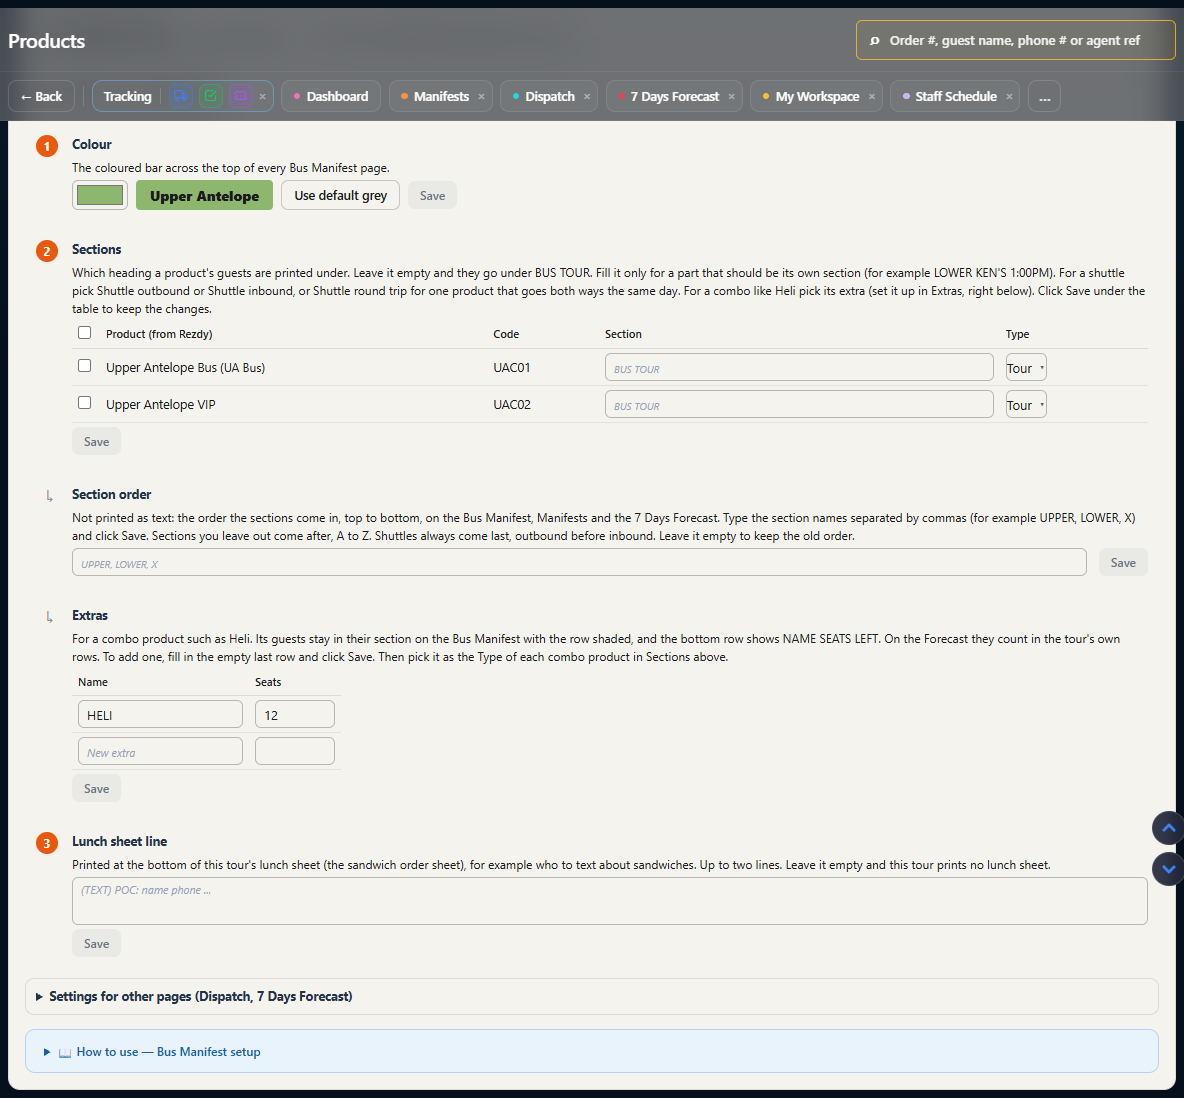 Products
Order #, guest name, phone # or agent ref
← Back
Tracking
×
Dashboard
Manifests ×
Dispatch ×
7 Days Forecast ×
My Workspace ×
Staff Schedule ×
...
1 Colour
The coloured bar across the top of every Bus Manifest page.
Upper Antelope
Use default grey
Save
2 Sections
Which heading a product's guests are printed under. Leave it empty and they go under BUS TOUR. Fill it only for a part that should be its own section (for example LOWER KEN'S 1:00PM). For a shuttle
pick Shuttle outbound or Shuttle inbound, or Shuttle round trip for one product that goes both ways the same day. For a combo like Heli pick its extra (set it up in Extras, right below). Click Save under the
table to keep the changes.
Product (from Rezdy) Code Section Type
Upper Antelope Bus (UA Bus) UAC01 BUS TOUR Tour
Upper Antelope VIP UAC02 BUS TOUR Tour
Save
↳ Section order
Not printed as text: the order the sections come in, top to bottom, on the Bus Manifest, Manifests and the 7 Days Forecast. Type the section names separated by commas (for example UPPER, LOWER, X)
and click Save. Sections you leave out come after, A to Z. Shuttles always come last, outbound before inbound. Leave it empty to keep the old order.
UPPER, LOWER, X
Save
↳ Extras
For a combo product such as Heli. Its guests stay in their section on the Bus Manifest with the row shaded, and the bottom row shows NAME SEATS LEFT. On the Forecast they count in the tour's own
rows. To add one, fill in the empty last row and click Save. Then pick it as the Type of each combo product in Sections above.
Name Seats
HELI 12
New extra
Save
3 Lunch sheet line
Printed at the bottom of this tour's lunch sheet (the sandwich order sheet), for example who to text about sandwiches. Up to two lines. Leave it empty and this tour prints no lunch sheet.
(TEXT) POC: name phone ...
Save
Settings for other pages (Dispatch, 7 Days Forecast)
How to use — Bus Manifest setup